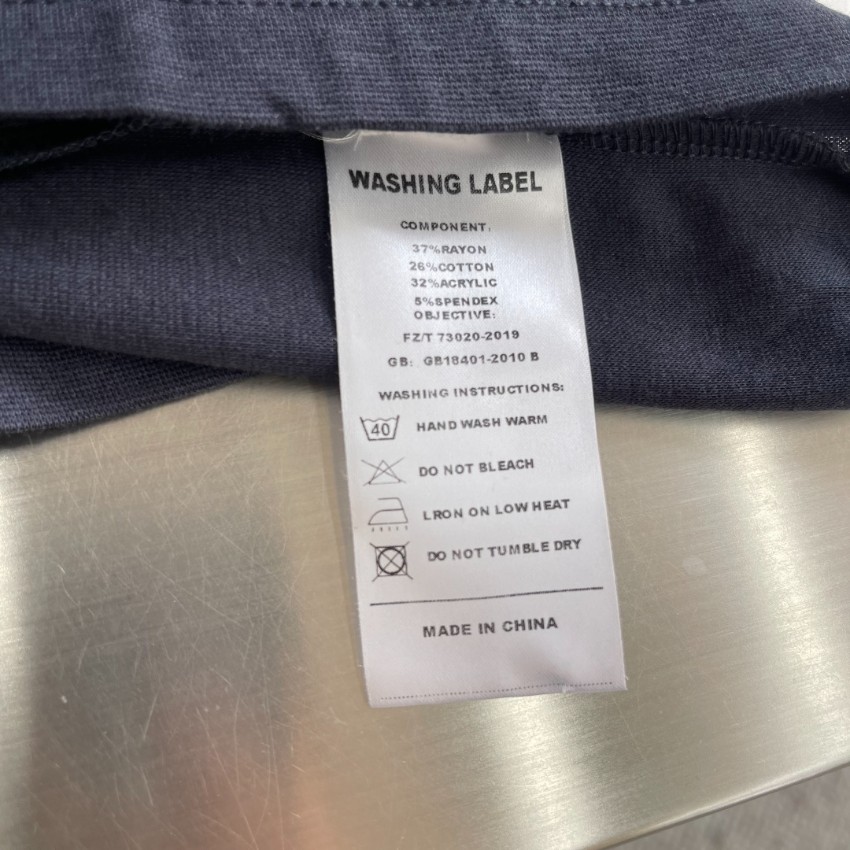 WASHING LABEL
COMPONENT:
37%RAYON
26%COTTON
32%ACRYLIC
5%SPENDEX
OBJECTIVE:
FZ/T 73020-2019
GB: GB18401-2010 B
WASHING INSTRUCTIONS:
40 HAND WASH WARM
DO NOT BLEACH
LRON ON LOW HEAT
DO NOT TUMBLE DRY
MADE IN CHINA